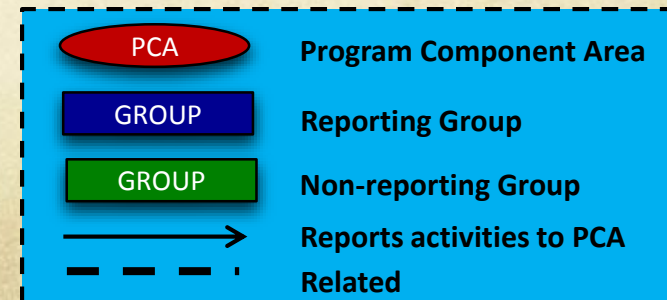 PCA Program Component Area
GROUP Reporting Group
GROUP Non-reporting Group
Reports activities to PCA
Related